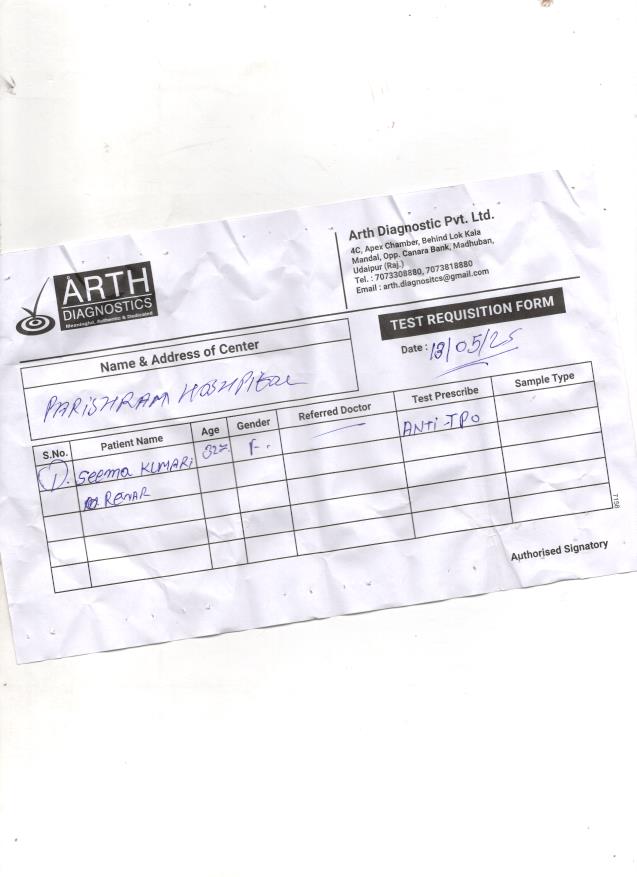 ARTH
DIAGNOSTICS
Meaningful, Authentic & Dedicated
Arth Diagnostic Pvt. Ltd.
4C, Apex Chamber, Behind Lok Kala
Mandal, Opp. Canara Bank, Madhuban,
Udaipur (Raj.)
Tel. : 7073308880, 7073818880
Email : arth.diagnositcs@gmail.com
TEST REQUISITION FORM
Date : 13/05/25
Name & Address of Center
PARISHRAM HOSHPITAL
S.No. Patient Name Age Gender Referred Doctor Test Prescribe Sample Type
1. Seema KUMARI 32 F. ANTI-TPO
T158
Authorised Signatory